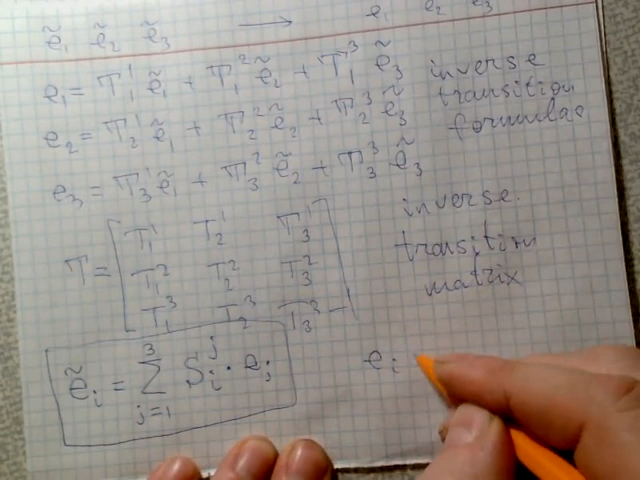 ẽ₁ ẽ₂ ẽ₃ ⟶ e₁ e₂ e₃
e₁ = T₁¹ ẽ₁ + T₁² ẽ₂ + T₁³ ẽ₃ inverse
e₂ = T₂¹ ẽ₁ + T₂² ẽ₂ + T₂³ ẽ₃ transition formulas
e₃ = T₃¹ ẽ₁ + T₃² ẽ₂ + T₃³ ẽ₃
inverse
T = [ T₁¹ T₂¹ T₃¹
T₁² T₂² T₃² transition
T₁³ T₂³ T₃³ ] matrix
ẽᵢ = ∑_{j=1}^{3} Sᵢʲ · eⱼ eᵢ